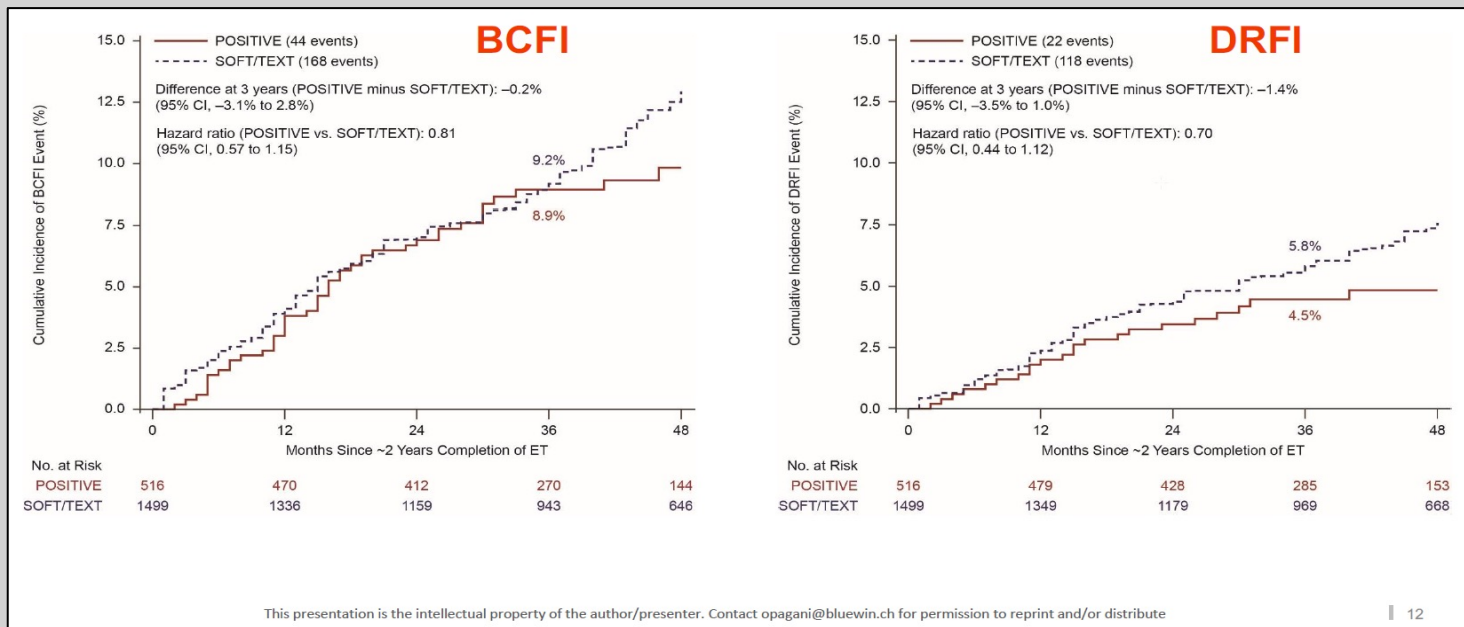 BCFI
15.0
12.5
10.0
7.5
5.0
2.5
0.0
Cumulative Incidence of BCFI Event (%)
POSITIVE (44 events)
SOFT/TEXT (168 events)
Difference at 3 years (POSITIVE minus SOFT/TEXT): –0.2%
(95% CI, –3.1% to 2.8%)
Hazard ratio (POSITIVE vs. SOFT/TEXT): 0.81
(95% CI, 0.57 to 1.15)
9.2%
8.9%
0 12 24 36 48
Months Since ~2 Years Completion of ET
No. at Risk
POSITIVE 516 470 412 270 144
SOFT/TEXT 1499 1336 1159 943 646
DRFI
15.0
12.5
10.0
7.5
5.0
2.5
0.0
Cumulative Incidence of DRFI Event (%)
POSITIVE (22 events)
SOFT/TEXT (118 events)
Difference at 3 years (POSITIVE minus SOFT/TEXT): –1.4%
(95% CI, –3.5% to 1.0%)
Hazard ratio (POSITIVE vs. SOFT/TEXT): 0.70
(95% CI, 0.44 to 1.12)
5.8%
4.5%
0 12 24 36 48
Months Since ~2 Years Completion of ET
No. at Risk
POSITIVE 516 479 428 285 153
SOFT/TEXT 1499 1349 1179 969 668
This presentation is the intellectual property of the author/presenter. Contact opagani@bluewin.ch for permission to reprint and/or distribute
12